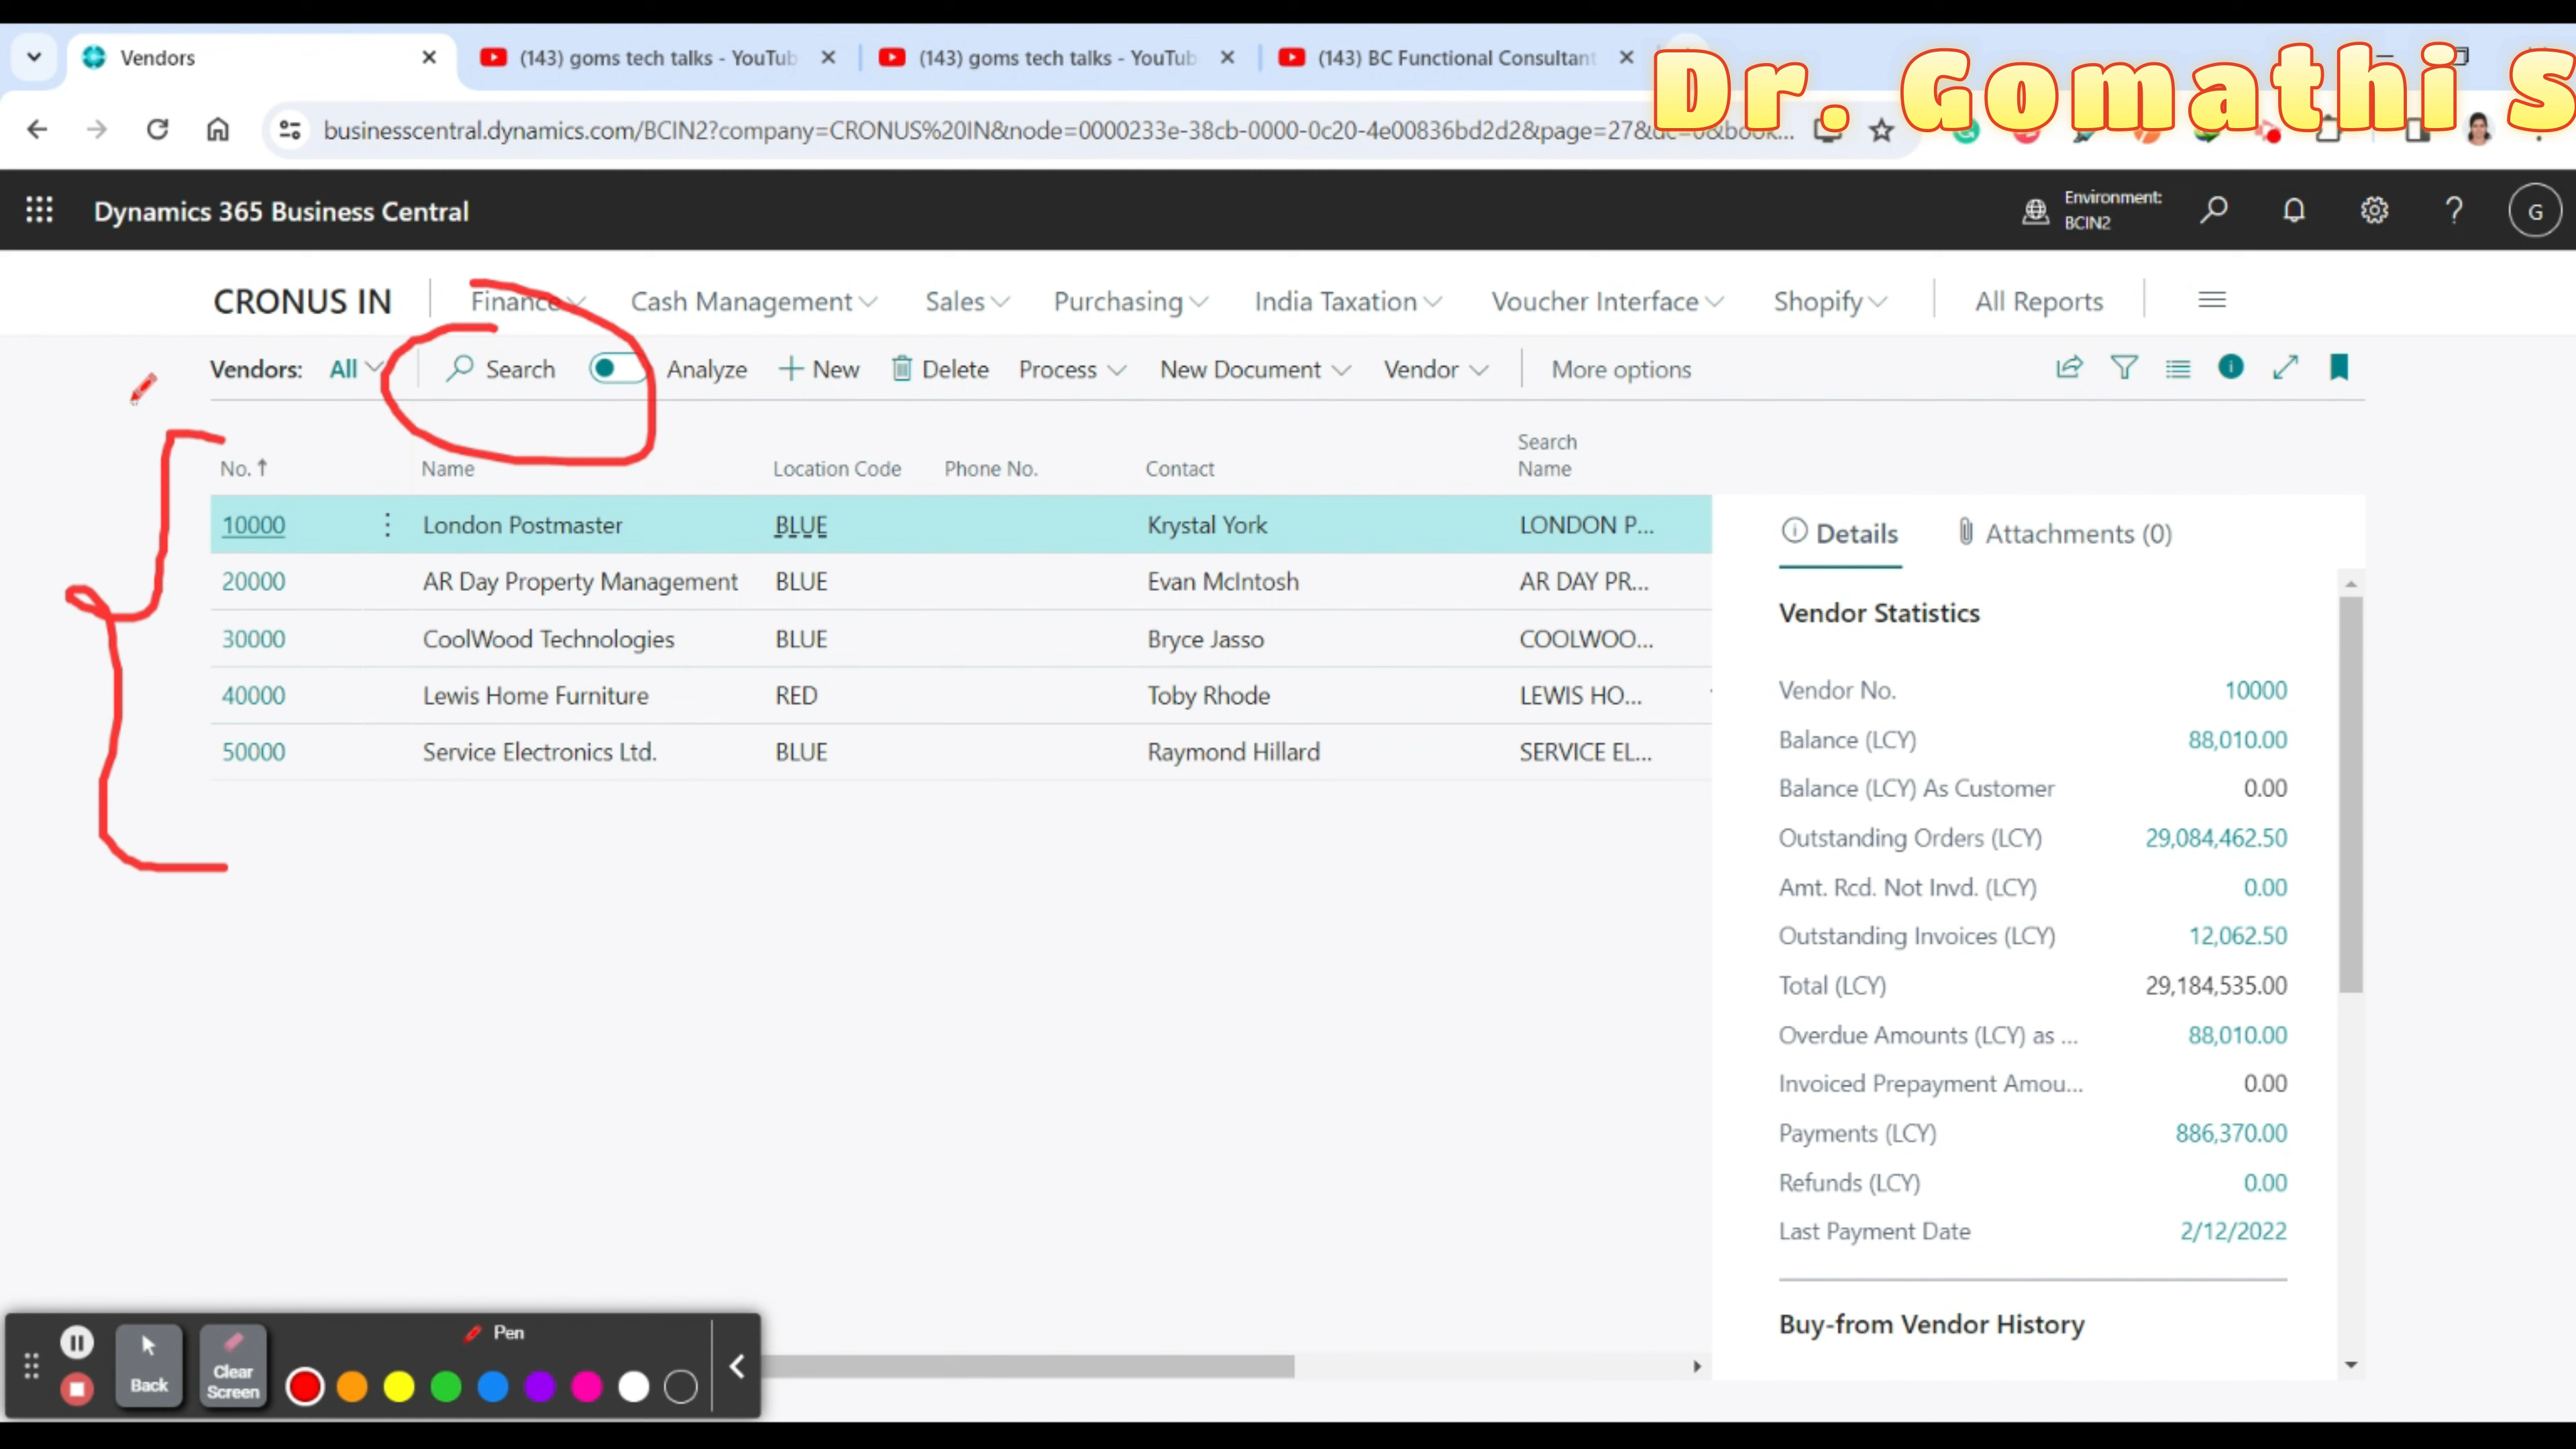 Vendors
(143) goms tech talks - YouTub
(143) goms tech talks - YouTub
(143) BC Functional Consultant
Dr. Gomathi S
businesscentral.dynamics.com/BCIN2?company=CRONUS%20IN&node=0000233e-38cb-0000-0c20-4e00836bd2d2&page=27&dc=0&book...
Dynamics 365 Business Central
Environment:
BCIN2
G
CRONUS IN
Finance
Cash Management
Sales
Purchasing
India Taxation
Voucher Interface
Shopify
All Reports
Vendors: All
Search
Analyze
New
Delete
Process
New Document
Vendor
More options
No. ↑ Name Location Code Phone No. Contact Search Name
10000 London Postmaster BLUE Krystal York LONDON P...
20000 AR Day Property Management BLUE Evan McIntosh AR DAY PR...
30000 CoolWood Technologies BLUE Bryce Jasso COOLWOO...
40000 Lewis Home Furniture RED Toby Rhode LEWIS HO...
50000 Service Electronics Ltd. BLUE Raymond Hillard SERVICE EL...
Details
Attachments (0)
Vendor Statistics
Vendor No. 10000
Balance (LCY) 88,010.00
Balance (LCY) As Customer 0.00
Outstanding Orders (LCY) 29,084,462.50
Amt. Rcd. Not Invd. (LCY) 0.00
Outstanding Invoices (LCY) 12,062.50
Total (LCY) 29,184,535.00
Overdue Amounts (LCY) as ... 88,010.00
Invoiced Prepayment Amou... 0.00
Payments (LCY) 886,370.00
Refunds (LCY) 0.00
Last Payment Date 2/12/2022
Buy-from Vendor History
Pen
Back
Clear
Screen